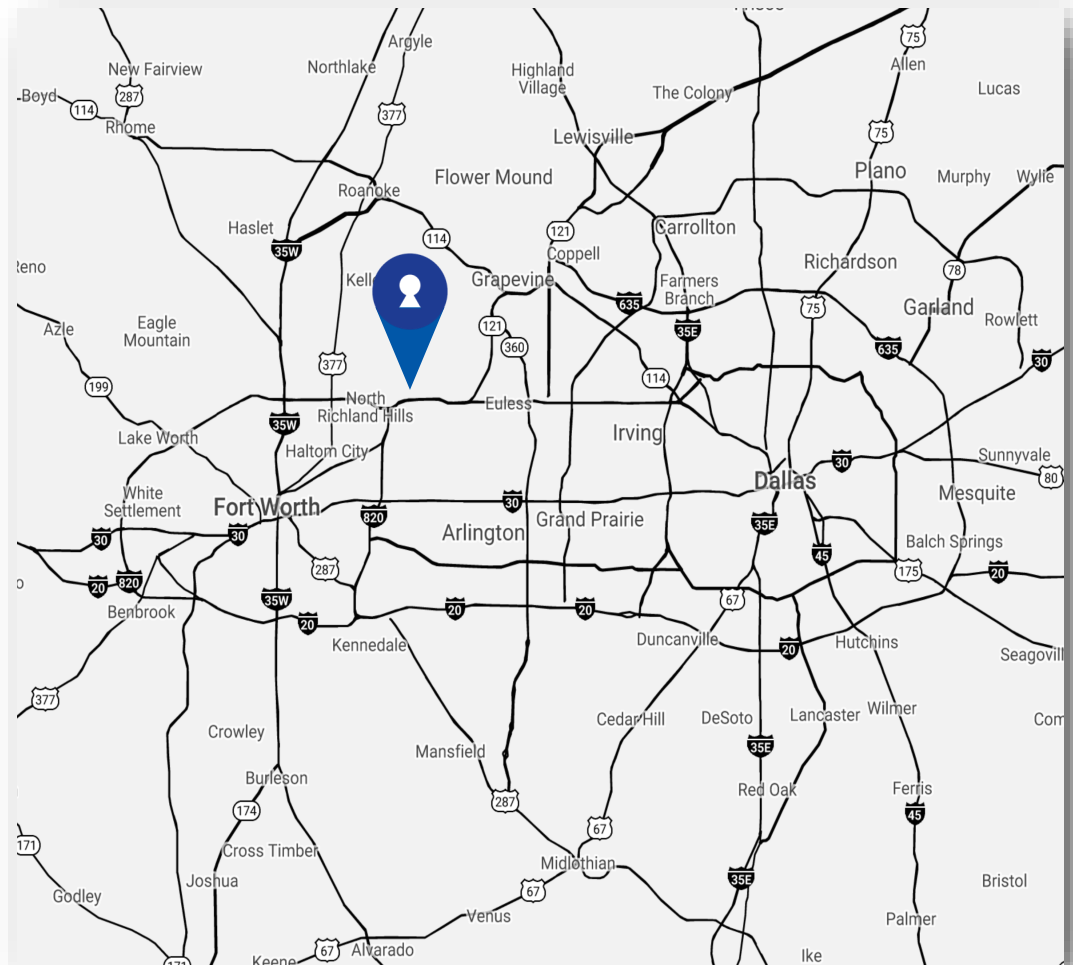 Argyle
75
New Fairview
Northlake
Highland
Village
Allen
287
The Colony
Lucas
Boyd
114
377
Rhome
Lewisville
75
Flower Mound
Plano
Murphy
Wylie
Roanoke
Haslet
114
121
Carrollton
35W
Coppell
Richardson
78
Grapevine
Farmers
Branch
635
75
Garland
Rowlett
Azle
Eagle
Mountain
121
35E
360
635
30
377
114
199
North
Richland Hills
Euless
35W
Irving
Lake Worth
Haltom City
30
Sunnyvale
80
Dallas
White
Settlement
Fort Worth
30
Mesquite
820
Grand Prairie
35E
Arlington
30
30
45
Balch Springs
287
175
20
20
820
35W
67
Benbrook
20
20
20
Kennedale
Duncanville
20
Hutchins
377
Crowley
Cedar Hill
DeSoto
Lancaster
Wilmer
Mansfield
35E
Burleson
Red Oak
Ferris
287
174
45
67
171
Cross Timber
Midlothian
35E
Joshua
Bristol
Godley
67
Venus
Palmer
67
Alvarado
Ike
Keene
171